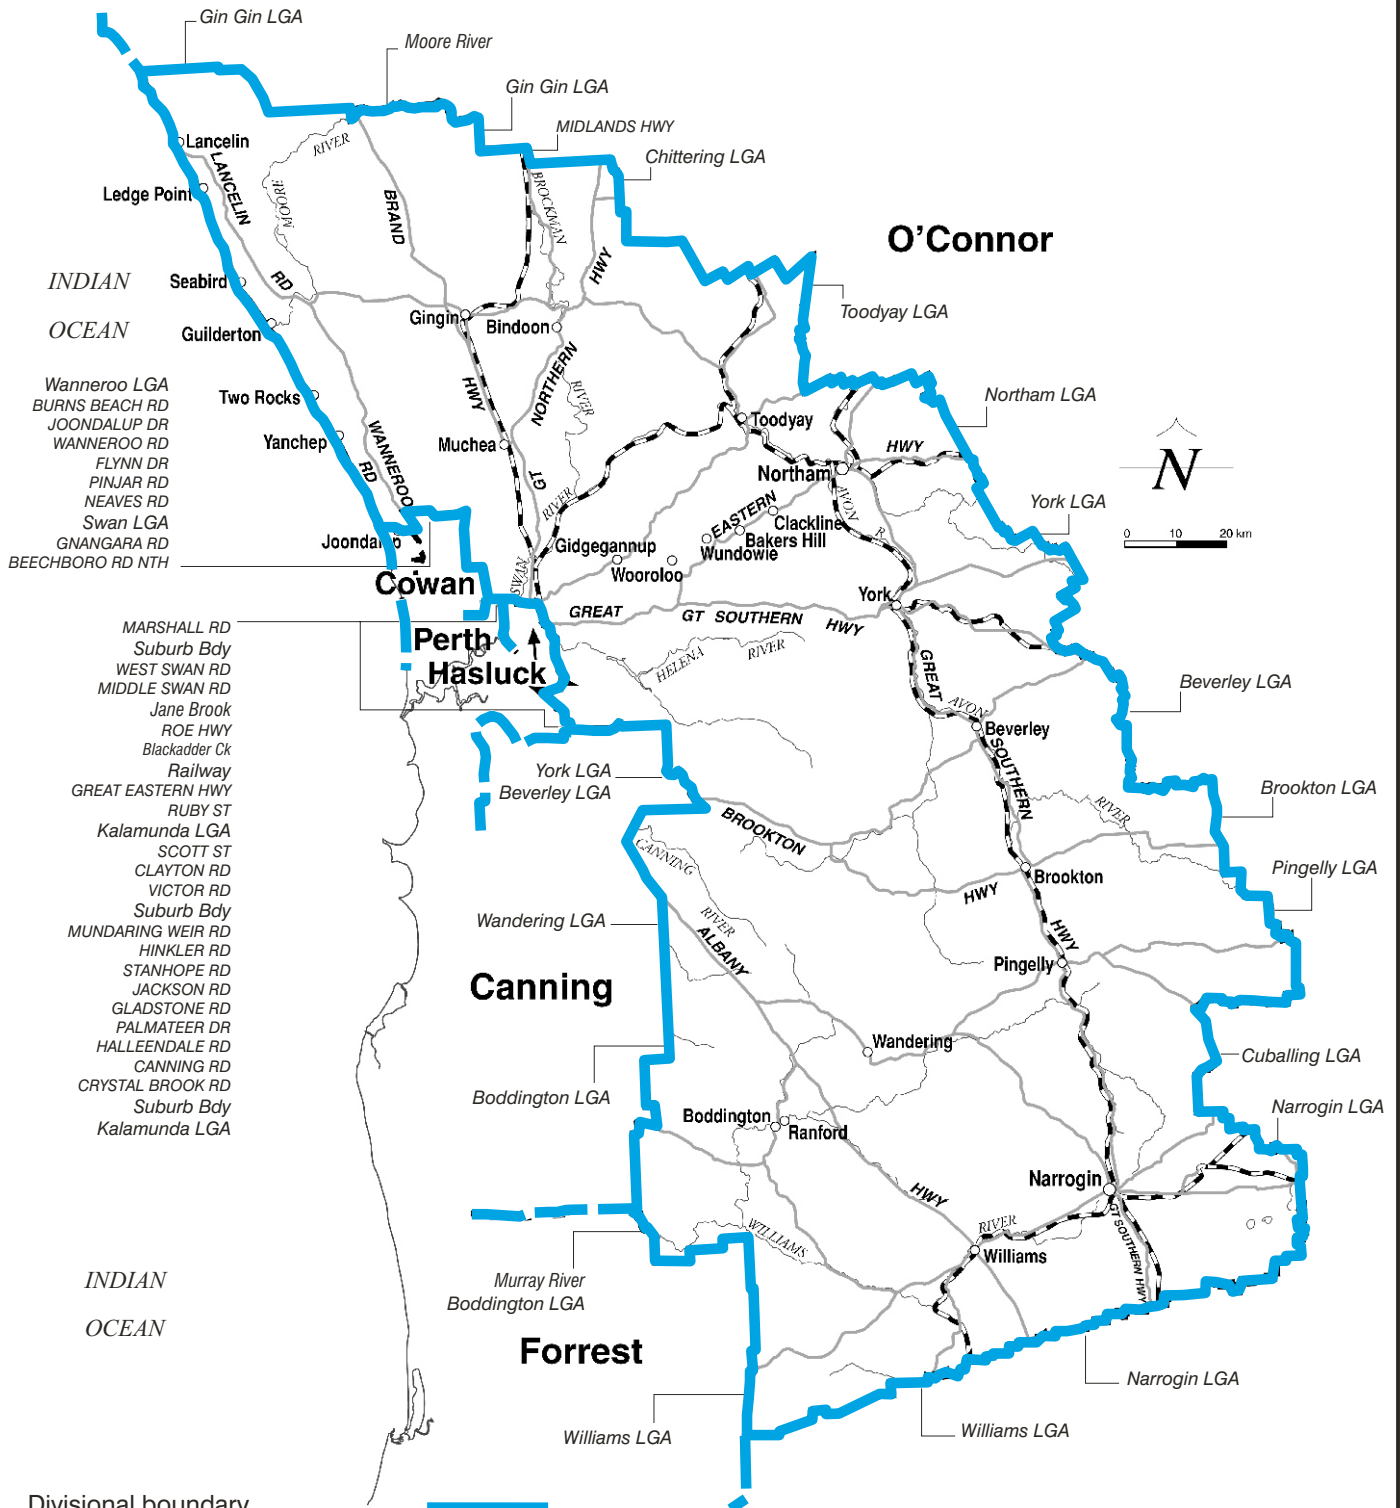 Gin Gin LGA
Moore River
Gin Gin LGA
MIDLANDS HWY
Chittering LGA
Lancelin
RIVER
LANCELIN
RD
MOORE
Ledge Point
BRAND
BROCKMAN
HWY
O'Connor
INDIAN
OCEAN
Seabird
Guilderton
Gingin
Bindoon
Toodyay LGA
Wanneroo LGA
BURNS BEACH RD
JOONDALUP DR
WANNEROO RD
FLYNN DR
PINJAR RD
NEAVES RD
Swan LGA
GNANGARA RD
BEECHBORO RD NTH
Two Rocks
Yanchep
HWY
NORTHERN
RIVER
GT
Muchea
WANNEROO
RD
Toodyay
Northam LGA
HWY
Northam
N
York LGA
0 10 20 km
RIVER
AVON
R
EASTERN
Clackline
Bakers Hill
Wundowie
Gidgegannup
Wooroloo
Joondalup
Cowan
SWAN
GREAT
GT SOUTHERN HWY
York
MARSHALL RD
Suburb Bdy
WEST SWAN RD
MIDDLE SWAN RD
Jane Brook
ROE HWY
Blackadder Ck
Railway
GREAT EASTERN HWY
RUBY ST
Kalamunda LGA
SCOTT ST
CLAYTON RD
VICTOR RD
Suburb Bdy
MUNDARING WEIR RD
HINKLER RD
STANHOPE RD
JACKSON RD
GLADSTONE RD
PALMATEER DR
HALLEENDALE RD
CANNING RD
CRYSTAL BROOK RD
Suburb Bdy
Kalamunda LGA
Perth
Hasluck
HELENA
RIVER
GREAT
AVON
Beverley
SOUTHERN
Beverley LGA
York LGA
Beverley LGA
BROOKTON
HWY
RIVER
Brookton LGA
CANNING
RIVER
Brookton
Pingelly LGA
Wandering LGA
ALBANY
HWY
Pingelly
Canning
Wandering
Cuballing LGA
Boddington LGA
Boddington
Ranford
Narrogin LGA
Narrogin
HWY
RIVER
GT SOUTHERN HWY
WILLIAMS
Williams
INDIAN
OCEAN
Murray River
Boddington LGA
Forrest
Narrogin LGA
Williams LGA
Williams LGA
Divisional boundary